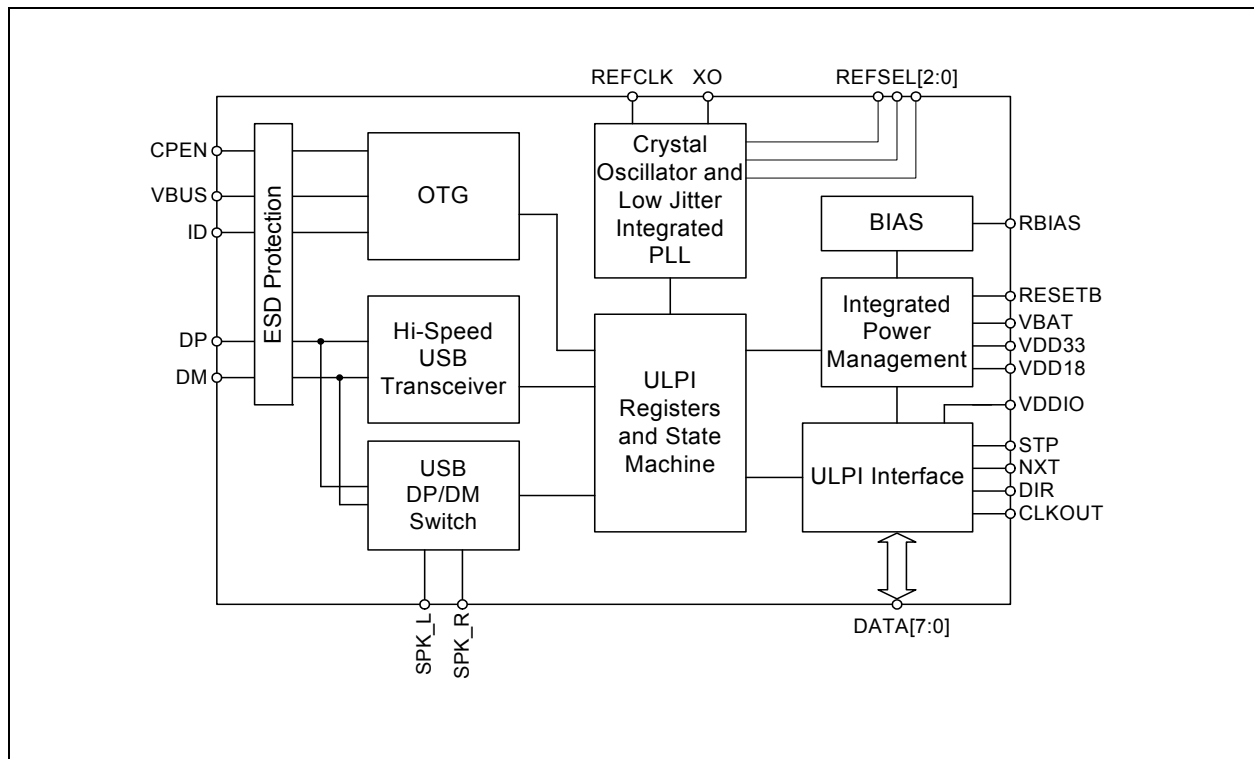 REFCLK
XO
REFSEL[2:0]
CPEN
VBUS
ID
DP
DM
ESD Protection
OTG
Hi-Speed
USB
Transceiver
USB
DP/DM
Switch
SPK_L
SPK_R
Crystal
Oscillator and
Low Jitter
Integrated
PLL
ULPI
Registers
and State
Machine
BIAS
Integrated
Power
Management
ULPI Interface
RBIAS
RESETB
VBAT
VDD33
VDD18
VDDIO
STP
NXT
DIR
CLKOUT
DATA[7:0]